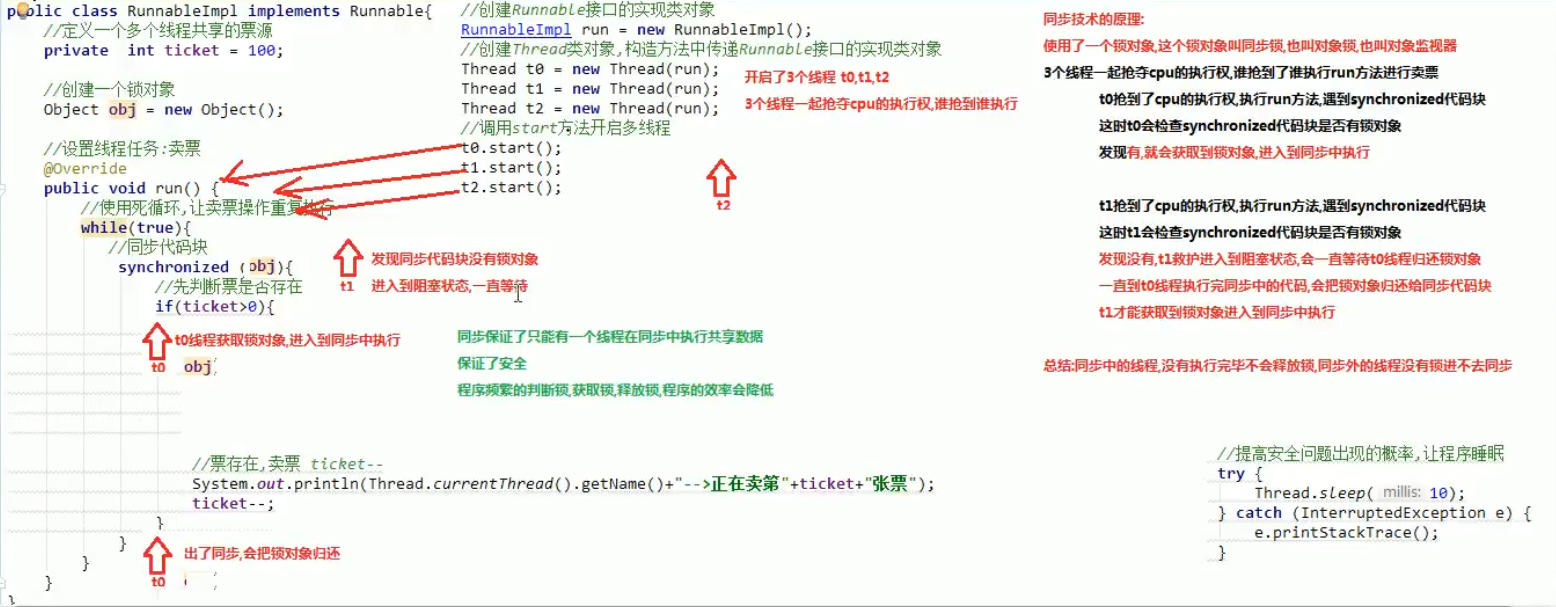 public class RunnableImpl implements Runnable{
//定义一个多个线程共享的票源
private int ticket = 100;
//创建一个锁对象
Object obj = new Object();
//设置线程任务:卖票
@Override
public void run() {
//使用死循环,让卖票操作重复执行
while(true){
//同步代码块
synchronized (obj){
//先判断票是否存在
if(ticket>0){
t0线程获取锁对象,进入到同步中执行
t0
obj
//票存在,卖票 ticket--
System.out.println(Thread.currentThread().getName()+"-->正在卖第"+ticket+"张票");
ticket--;
}
}
出了同步,会把锁对象归还
t0
}
}
}
//创建Runnable接口的实现类对象
RunnableImpl run = new RunnableImpl();
//创建Thread类对象,构造方法中传递Runnable接口的实现类对象
Thread t0 = new Thread(run);
Thread t1 = new Thread(run);
Thread t2 = new Thread(run);
//调用start方法开启多线程
t0.start();
t1.start();
t2.start();
开启了3个线程 t0,t1,t2
3个线程一起抢夺cpu的执行权,谁抢到谁执行
t2
发现同步代码块没有锁对象
t1
进入到阻塞状态,一直等待
同步保证了只能有一个线程在同步中执行共享数据
保证了安全
程序频繁的判断锁,获取锁,释放锁,程序的效率会降低
同步技术的原理:
使用了一个锁对象,这个锁对象叫同步锁,也叫对象锁,也叫对象监视器
3个线程一起抢夺cpu的执行权,谁抢到了谁执行run方法进行卖票
t0抢到了cpu的执行权,执行run方法,遇到synchronized代码块
这时t0会检查synchronized代码块是否有锁对象
发现有,就会获取到锁对象,进入到同步中执行
t1抢到了cpu的执行权,执行run方法,遇到synchronized代码块
这时t1会检查synchronized代码块是否有锁对象
发现没有,t1救护进入到阻塞状态,会一直等待t0线程归还锁对象
一直到t0线程执行完同步中的代码,会把锁对象归还给同步代码块
t1才能获取到锁对象进入到同步中执行
总结:同步中的线程,没有执行完毕不会释放锁,同步外的线程没有锁进不去同步
//提高安全问题出现的概率,让程序睡眠
try {
Thread.sleep( millis: 10);
} catch (InterruptedException e) {
e.printStackTrace();
}